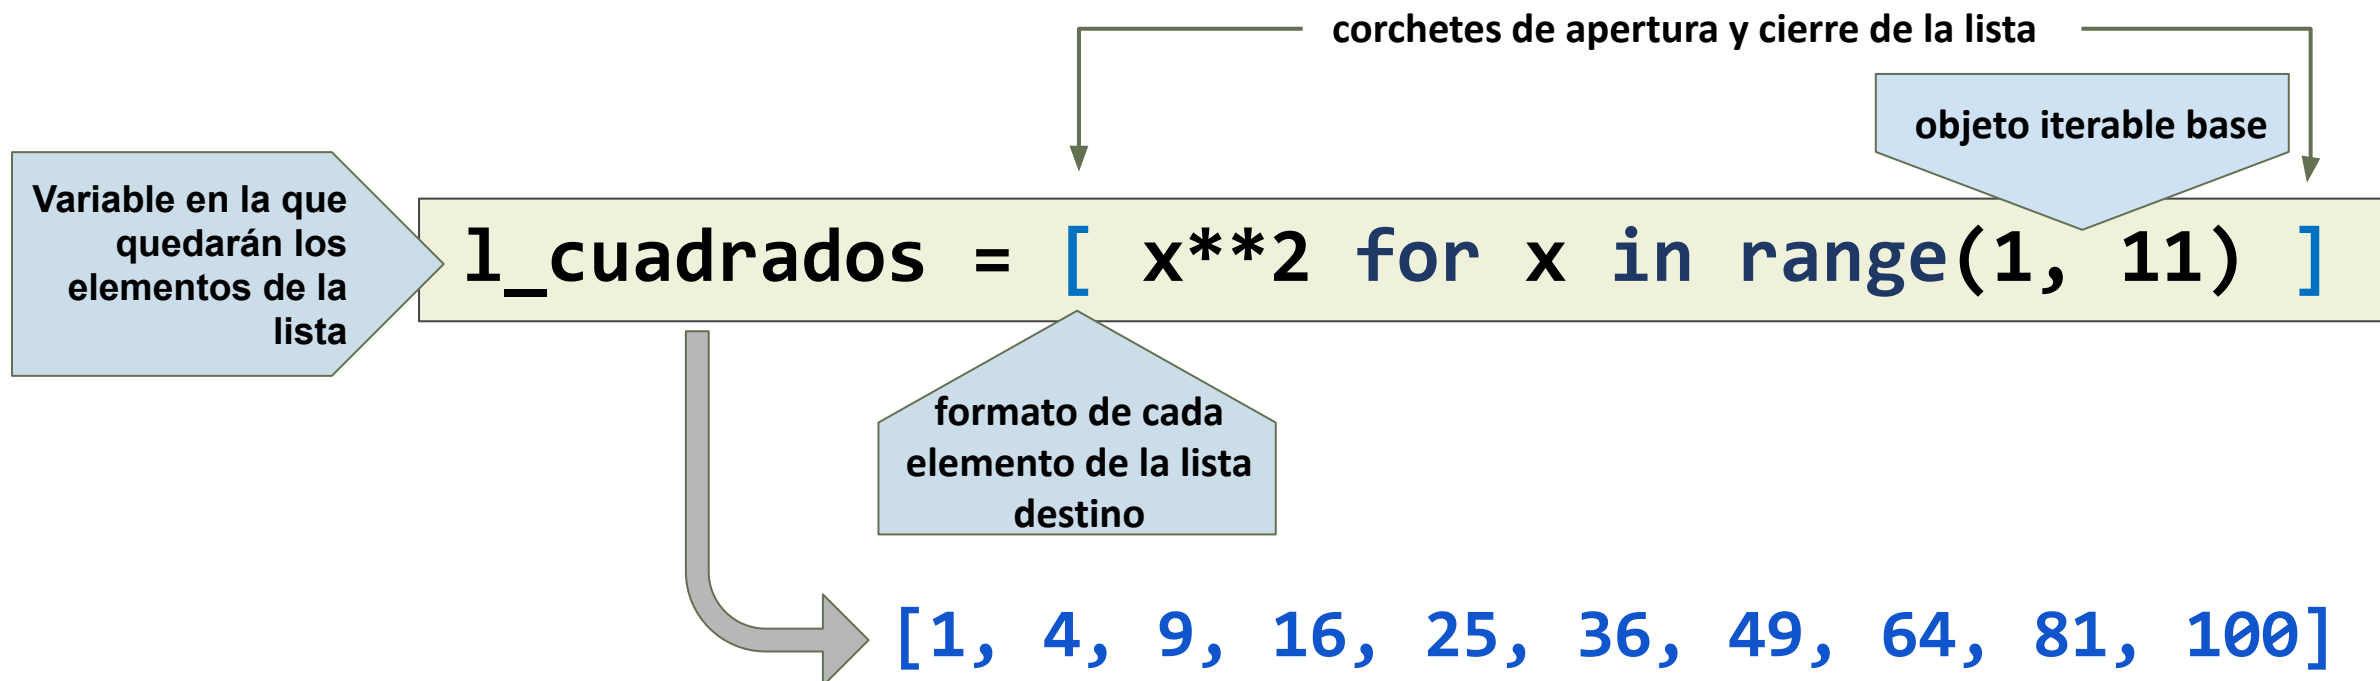 corchetes de apertura y cierre de la lista
objeto iterable base
Variable en la que
quedarán los
elementos de la
lista
l_cuadrados = [ x**2 for x in range(1, 11) ]
formato de cada
elemento de la lista
destino
[1, 4, 9, 16, 25, 36, 49, 64, 81, 100]